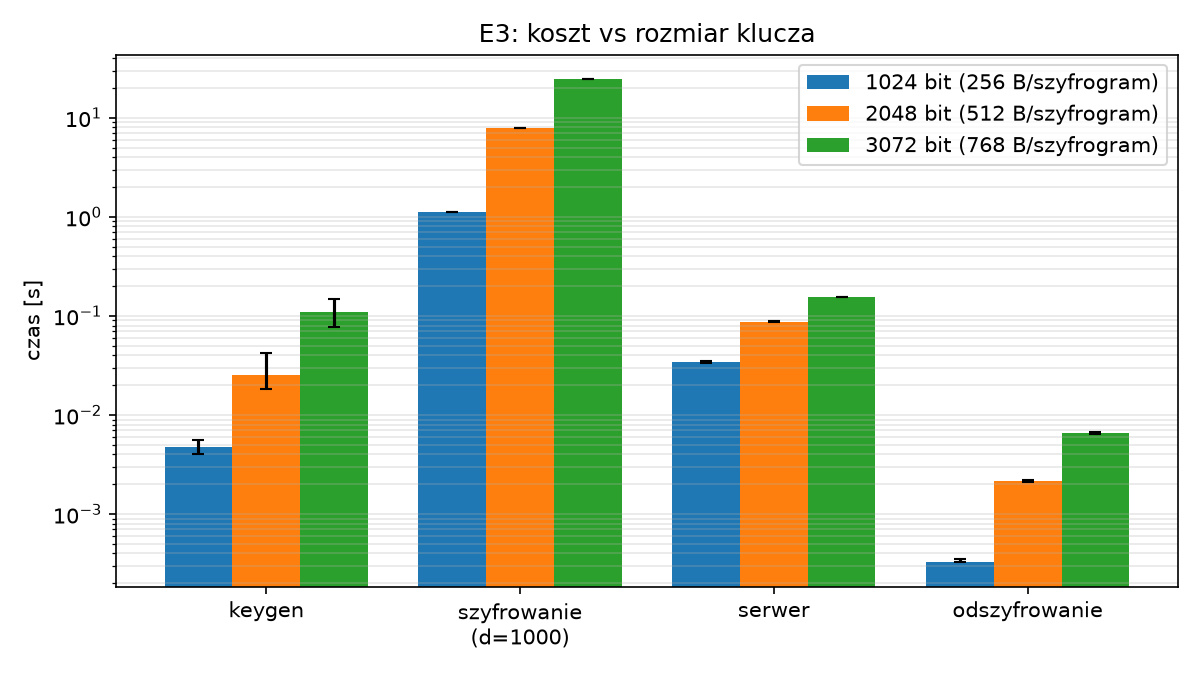 E3: koszt vs rozmiar klucza
1024 bit (256 B/szyfrogram)
2048 bit (512 B/szyfrogram)
3072 bit (768 B/szyfrogram)
czas [s]
10¹
10⁰
10⁻¹
10⁻²
10⁻³
keygen
szyfrowanie
(d=1000)
serwer
odszyfrowanie